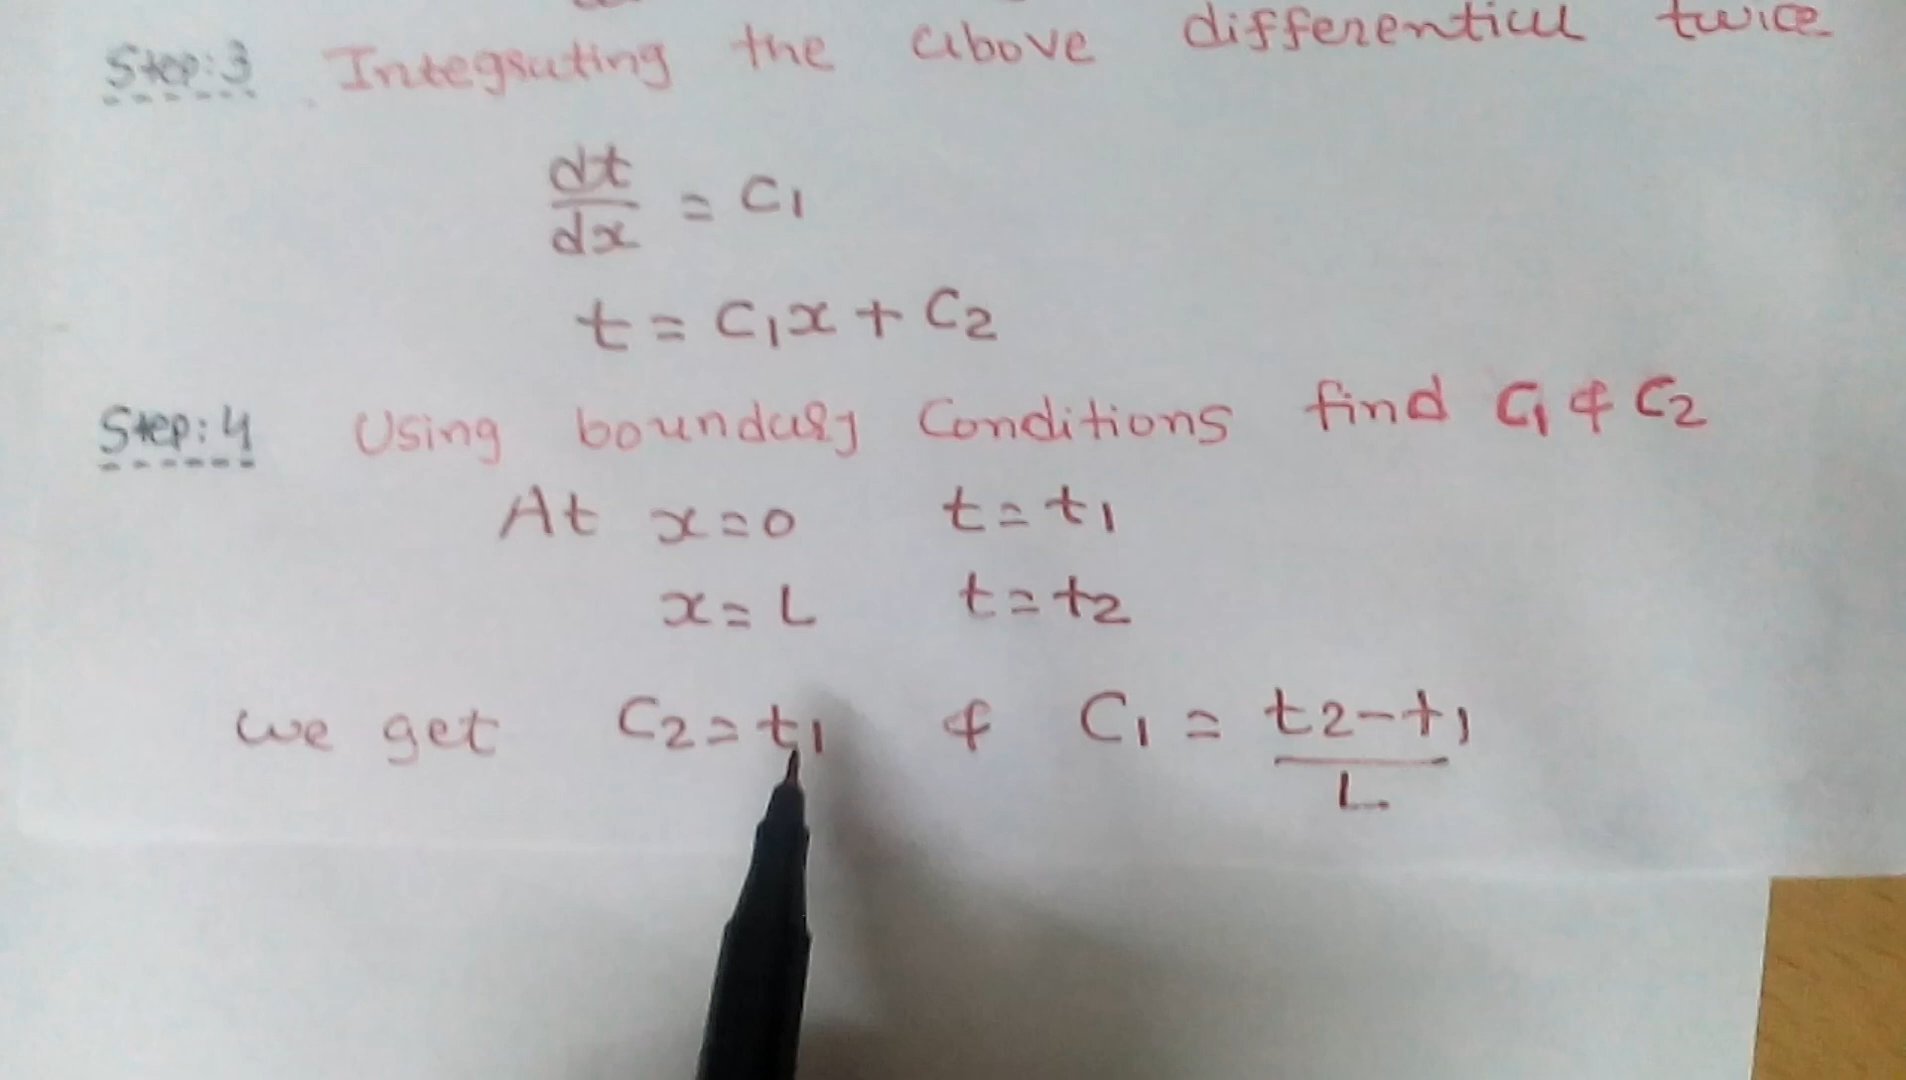 Step:3 Integrating the above differential twice
dt/dx = C1
t = C1x + C2
Step:4 Using boundary Conditions find C1 & C2
At x=0 t=t1
x=L t=t2
we get C2=t1 & C1 = t2-t1/L